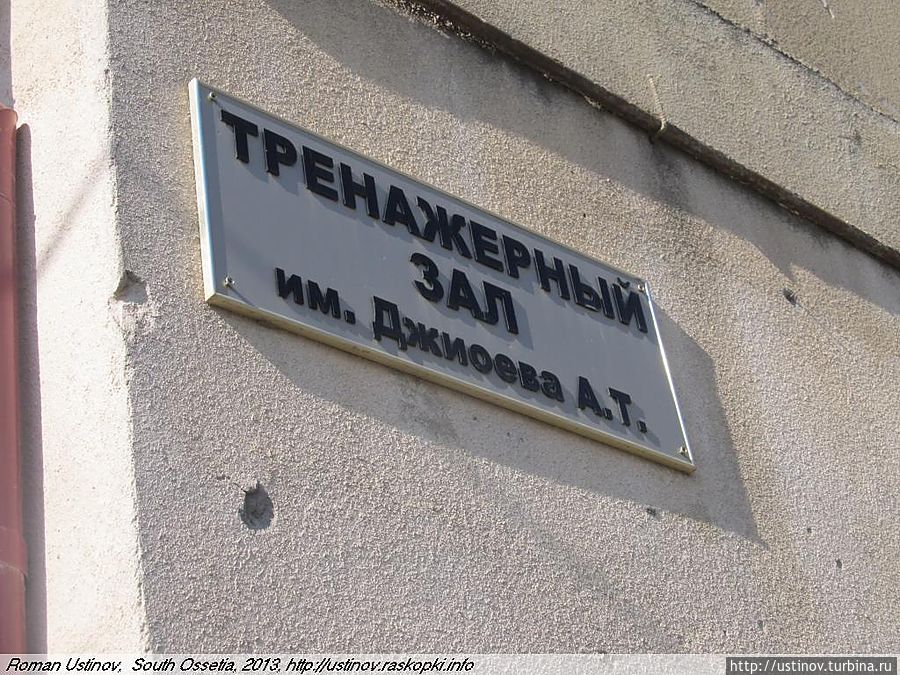 ТРЕНАЖЕРНЫЙ
ЗАЛ
им. Джиоева А.Т.
Roman Ustinov, South Ossetia, 2013, http://ustinov.raskopki.info
http://ustinov.turbina.ru